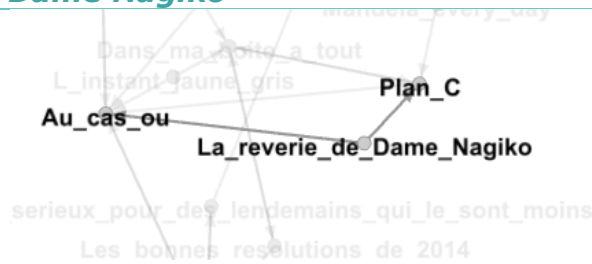 Dame Nagiko
Mandela_every_day
Dans_ma_boite_a_tout
L_instant_jaune_gris
Plan_C
Au_cas_ou
La_reverie_de_Dame_Nagiko
serieux_pour_des_lendemains_qui_le_sont_moins
Les bonnes resolutions de 2014